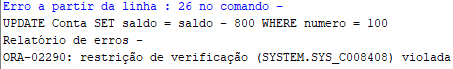 Erro a partir da linha : 26 no comando -
UPDATE Conta SET saldo = saldo - 800 WHERE numero = 100
Relatório de erros -
ORA-02290: restrição de verificação (SYSTEM.SYS_C008408) violada